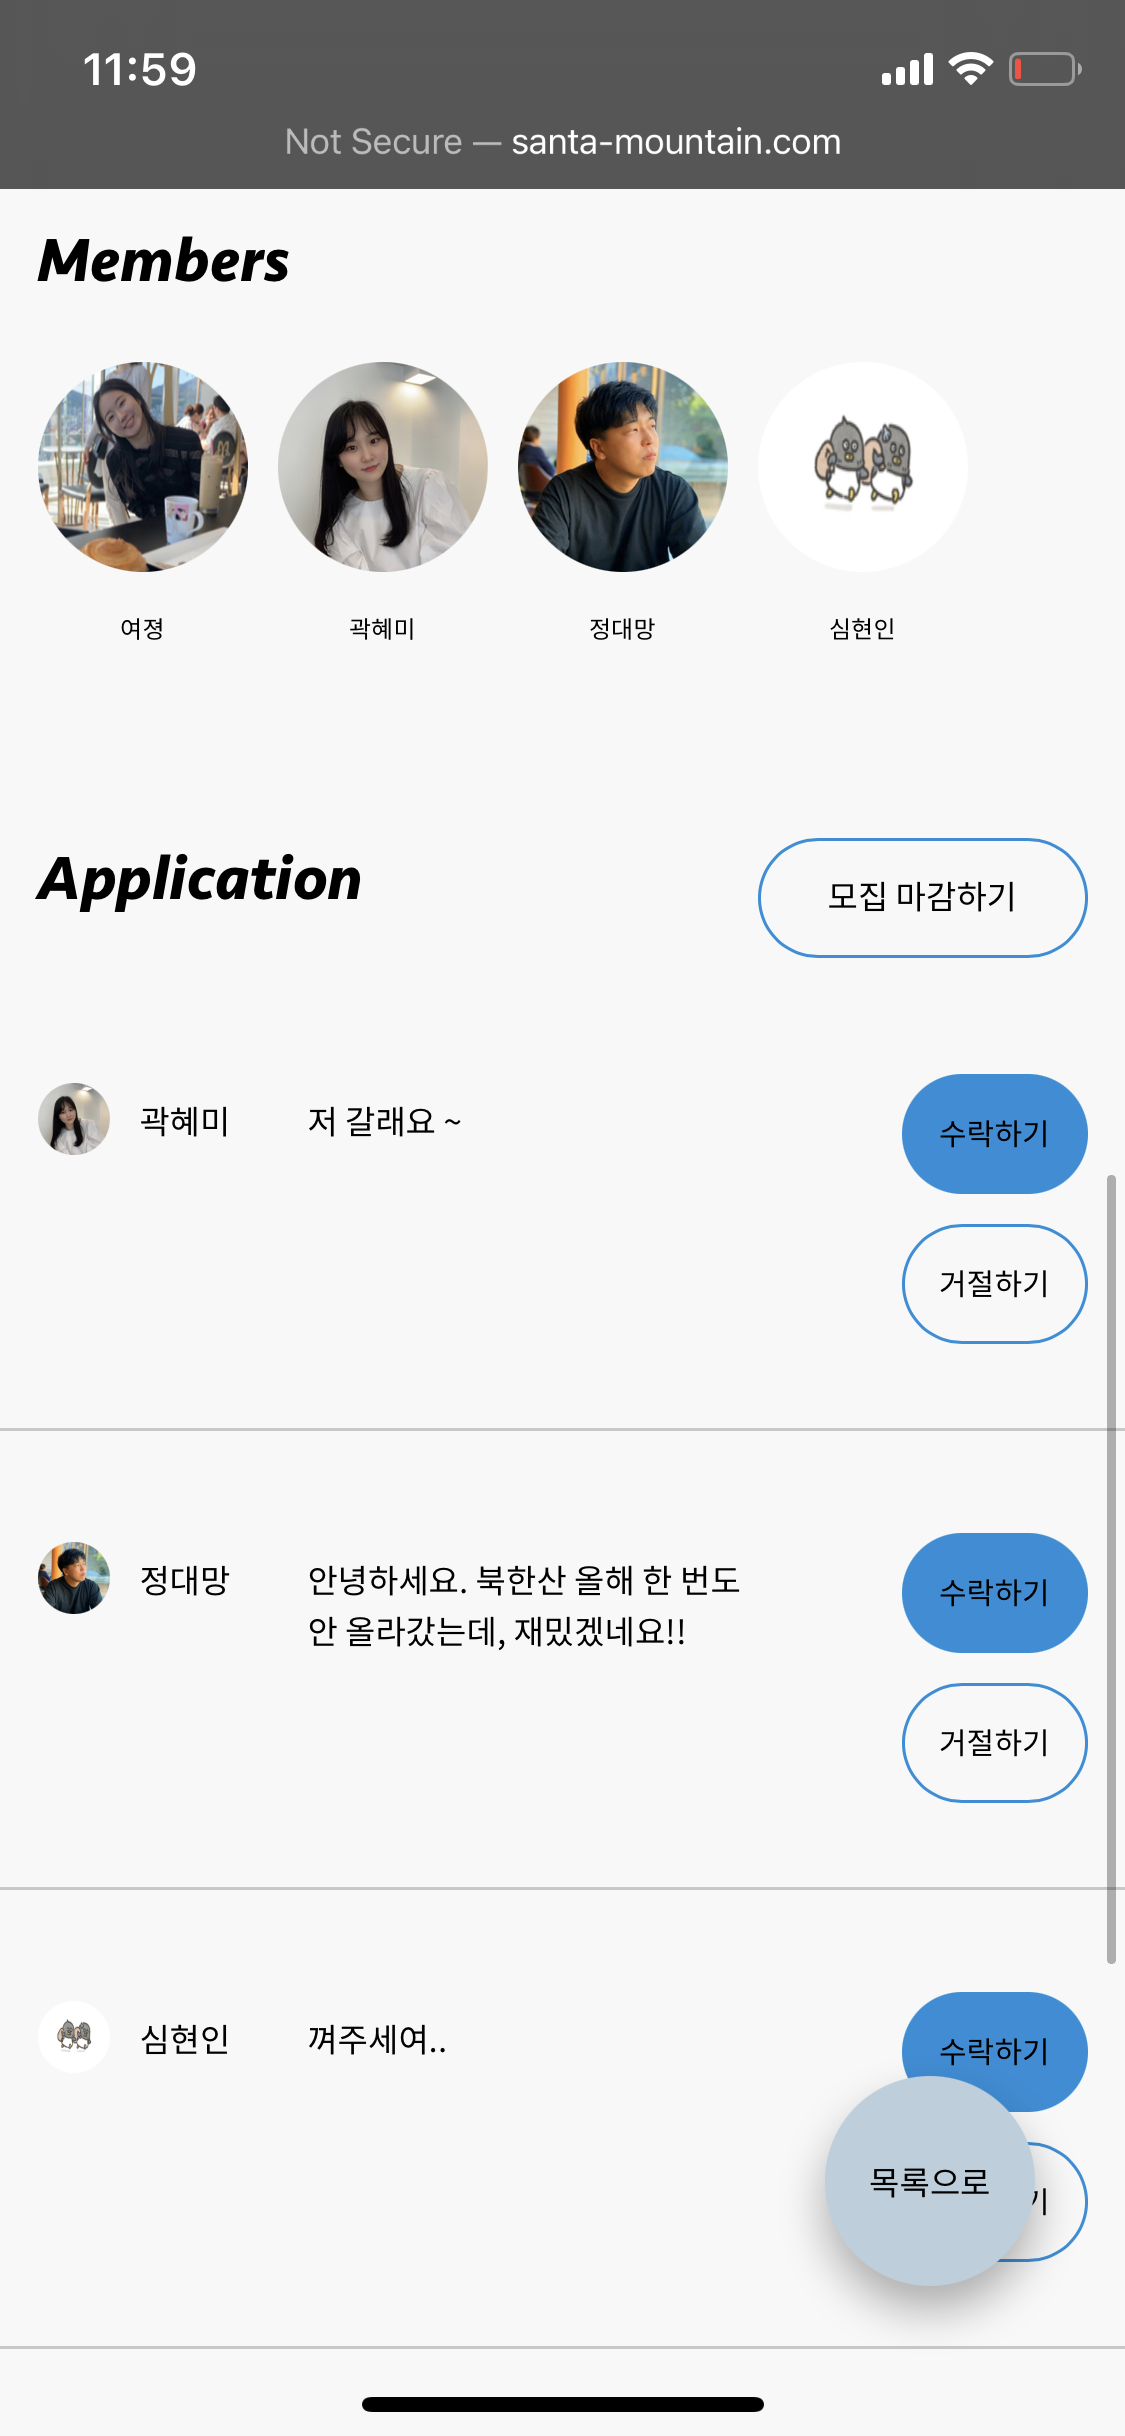 11:59
Not Secure — santa-mountain.com
Members
여졍
곽혜미
정대망
심현인
Application
모집 마감하기
곽혜미
저 갈래요 ~
수락하기
거절하기
정대망
안녕하세요. 북한산 올해 한 번도
안 올라갔는데, 재밌겠네요!!
수락하기
거절하기
심현인
껴주세여..
수락하기
목록으로
기